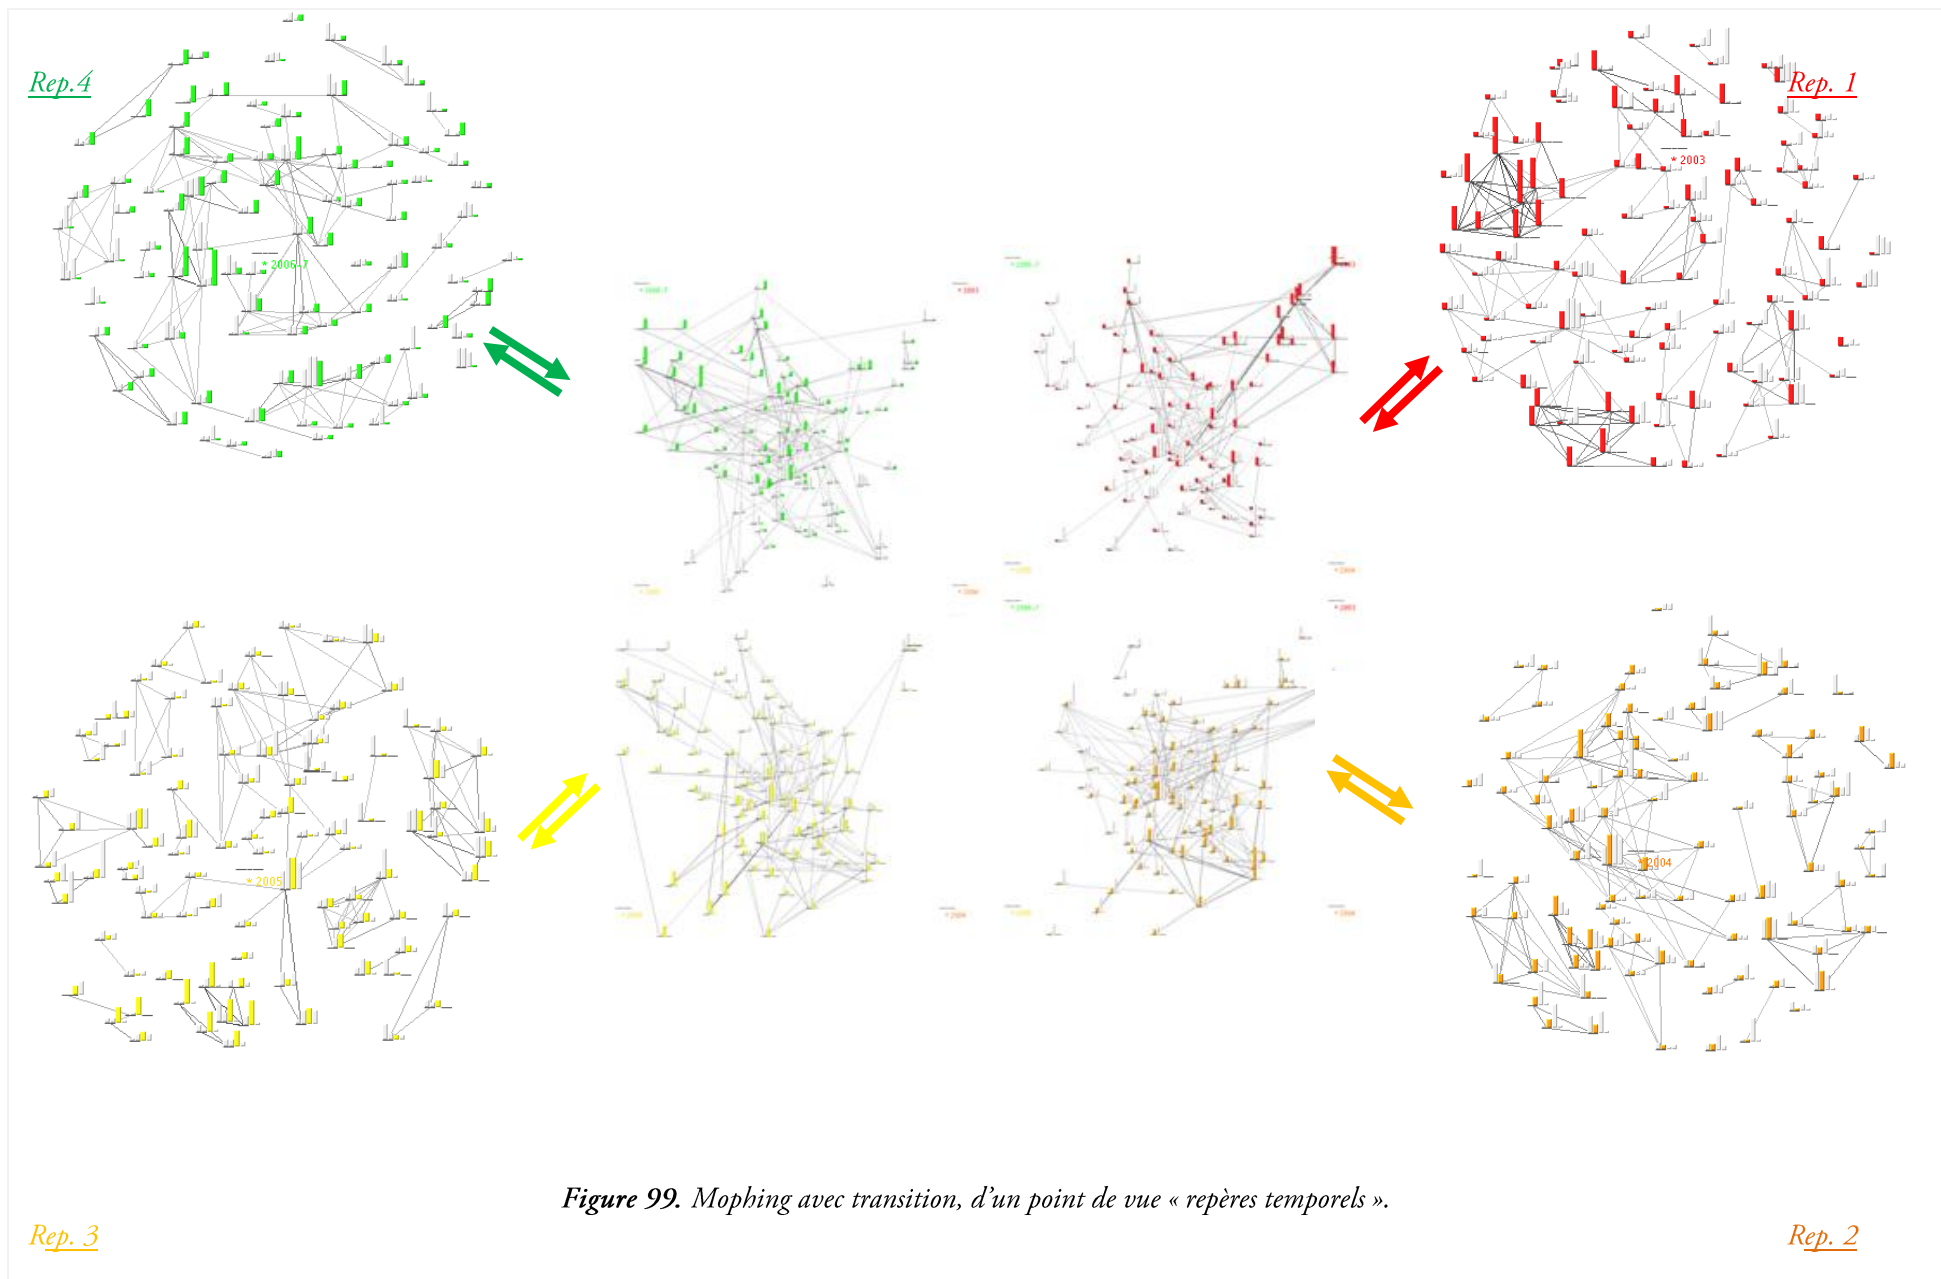 Rep.4
Rep. 1
* 2003
* 2006-7
* 2005
* 2004
Figure 99. Mophing avec transition, d'un point de vue « repères temporels ».
Rep. 3
Rep. 2